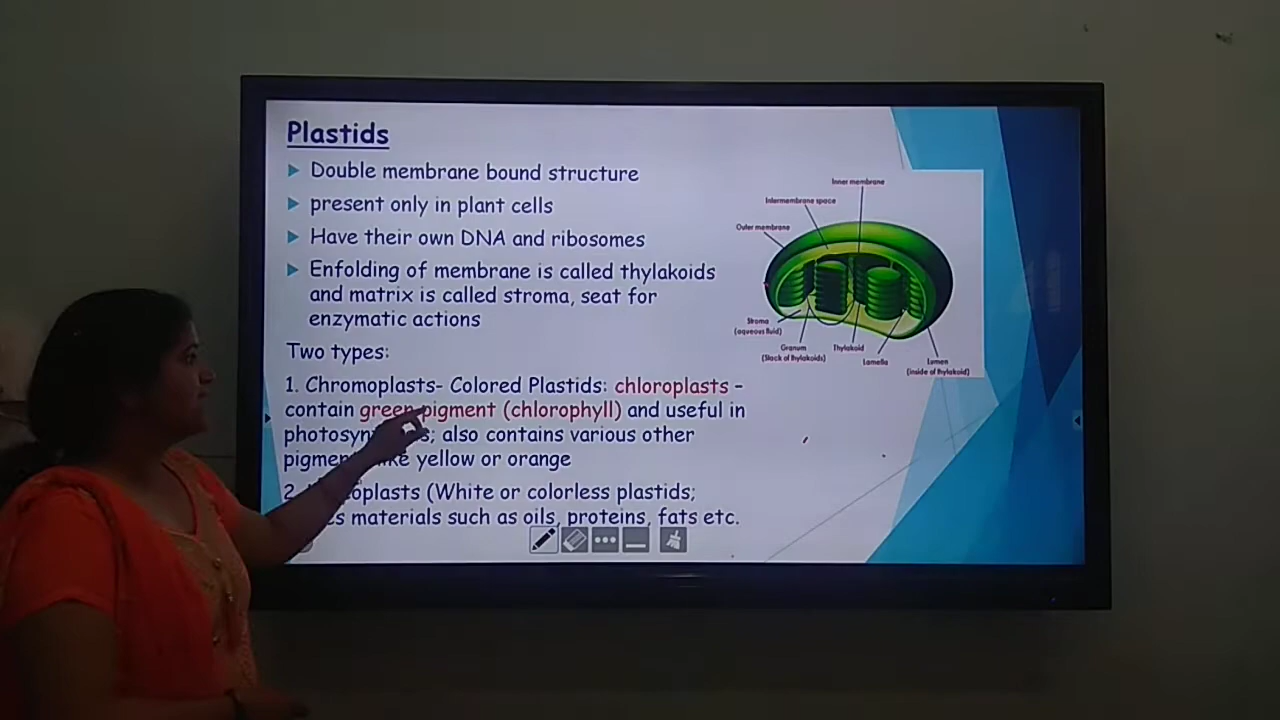 Plastids
Double membrane bound structure
present only in plant cells
Have their own DNA and ribosomes
Enfolding of membrane is called thylakoids
and matrix is called stroma, seat for
enzymatic actions
Two types:
1. Chromoplasts- Colored Plastids: chloroplasts –
contain green pigment (chlorophyll) and useful in
also contains various other
yellow or orange
2. (White or colorless plastids;
materials such as oils, proteins, fats etc.
Inner membrane
Intermembrane space
Outer membrane
Stroma
(aqueous fluid)
Granum
(Stack of thylakoids)
Thylakoid
Lamella
Lumen
(inside of thylakoid)